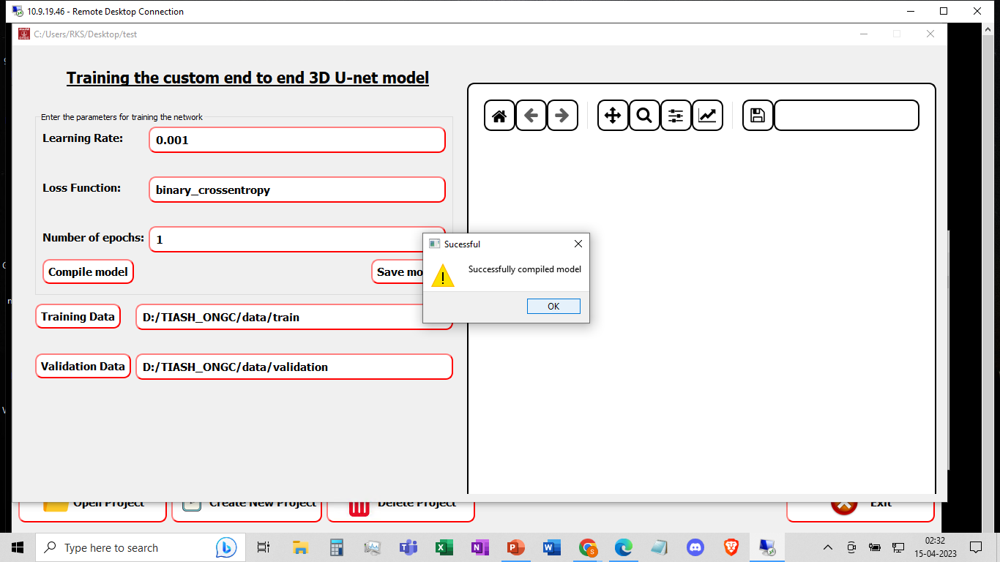 10.9.19.46 - Remote Desktop Connection
C:/Users/RKS/Desktop/test
Training the custom end to end 3D U-net model
Enter the parameters for training the network
Learning Rate:
0.001
Loss Function:
binary_crossentropy
Number of epochs:
1
Sucessful
Successfully compiled model
OK
Compile model
Save mo
Training Data
D:/TIASH_ONGC/data/train
Validation Data
D:/TIASH_ONGC/data/validation
Open Project
Create New Project
Delete Project
Exit
Type here to search
02:32
15-04-2023